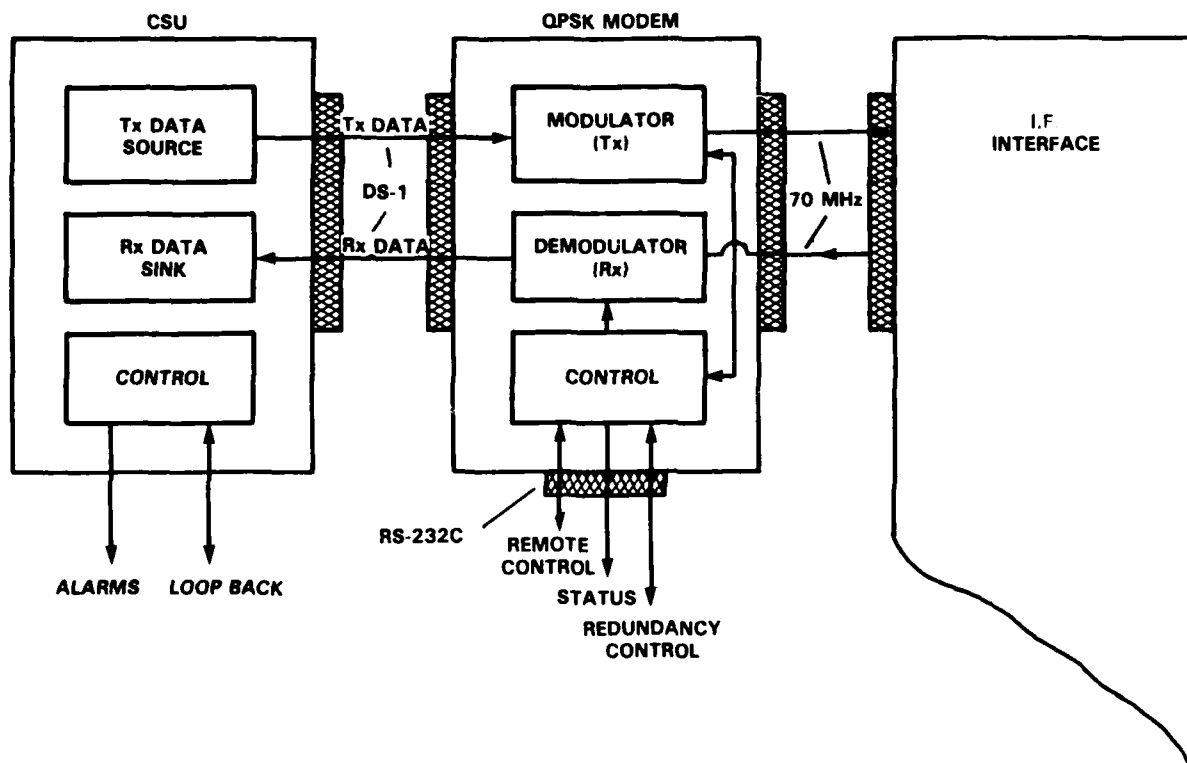 CSU
QPSK MODEM
Tx DATA
SOURCE
Tx DATA
MODULATOR
(Tx)
I.F.
INTERFACE
DS-1
70 MHz
Rx DATA
SINK
Rx DATA
DEMODULATOR
(Rx)
CONTROL
CONTROL
RS-232C
REMOTE
CONTROL
ALARMS
LOOP BACK
STATUS
REDUNDANCY
CONTROL